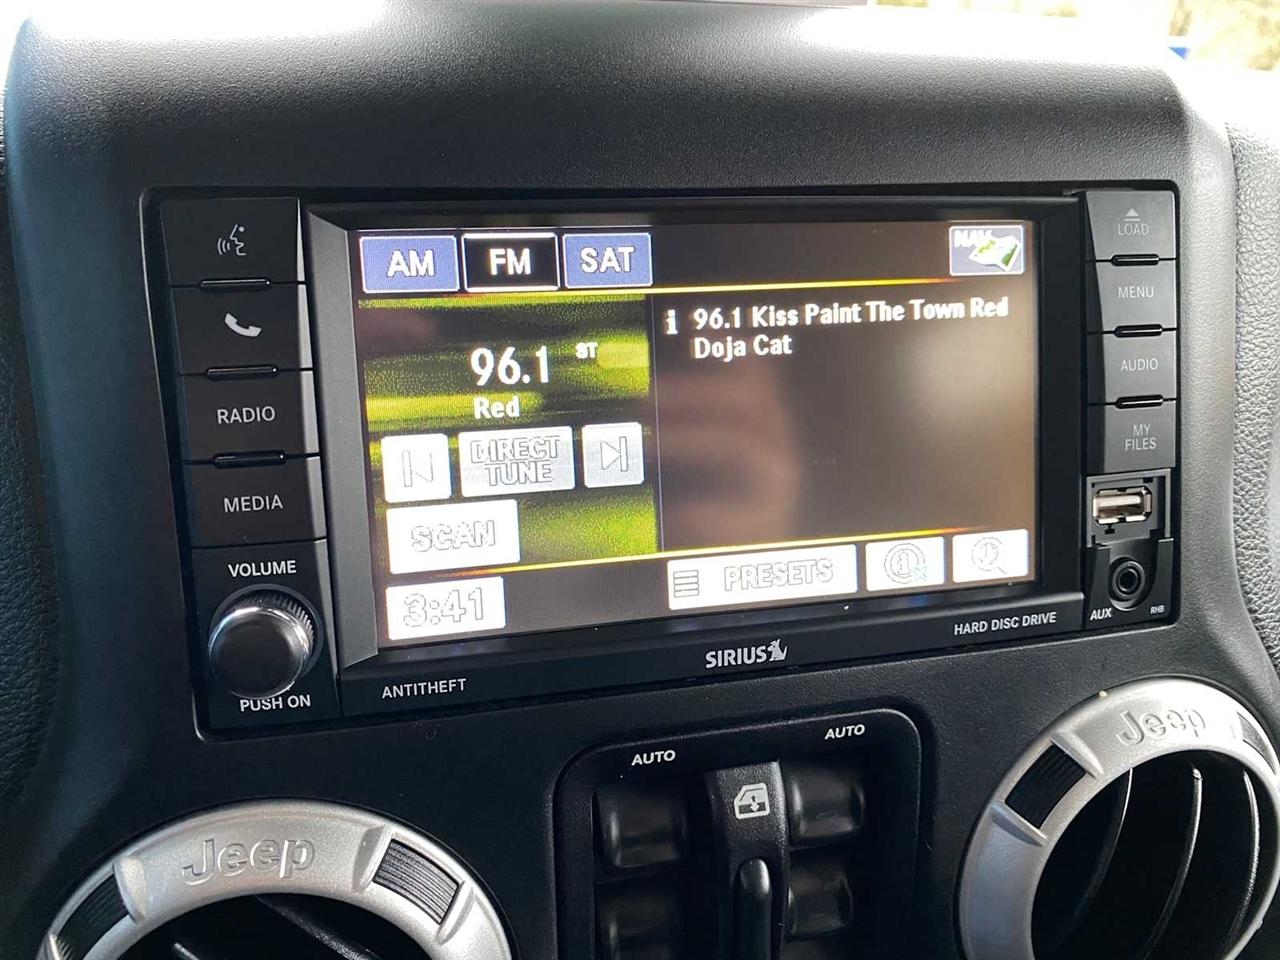 AM
FM
SAT
NAV
96.1
ST
Red
i 96.1 Kiss Paint The Town Red
Doja Cat
DIRECT
TUNE
SCAN
3:41
PRESETS
RADIO
MEDIA
VOLUME
PUSH ON
LOAD
MENU
AUDIO
MY
FILES
AUX
RHB
ANTITHEFT
SIRIUS
HARD DISC DRIVE
AUTO
AUTO
Jeep
Jeep